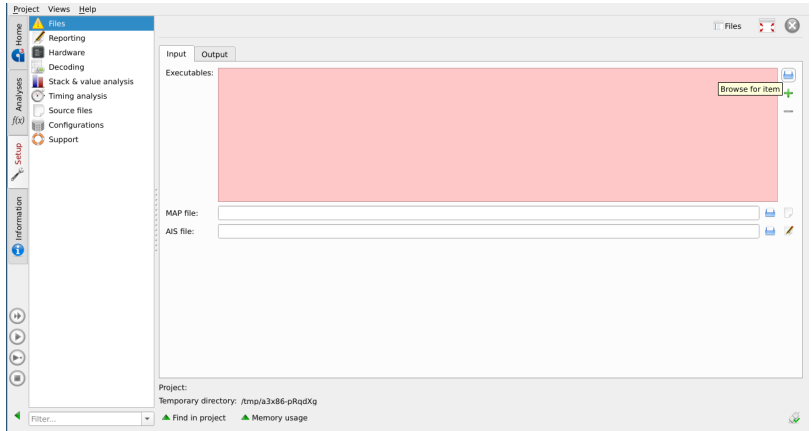 Project Views Help
Home
Analyses
f(x)
Setup
Information
Files
Reporting
Hardware
Decoding
Stack & value analysis
Timing analysis
Source files
Configurations
Support
Filter...
Files
Input Output
Executables:
Browse for item
MAP file:
AIS file:
Project:
Temporary directory: /tmp/a3x86-pRqdXg
Find in project Memory usage